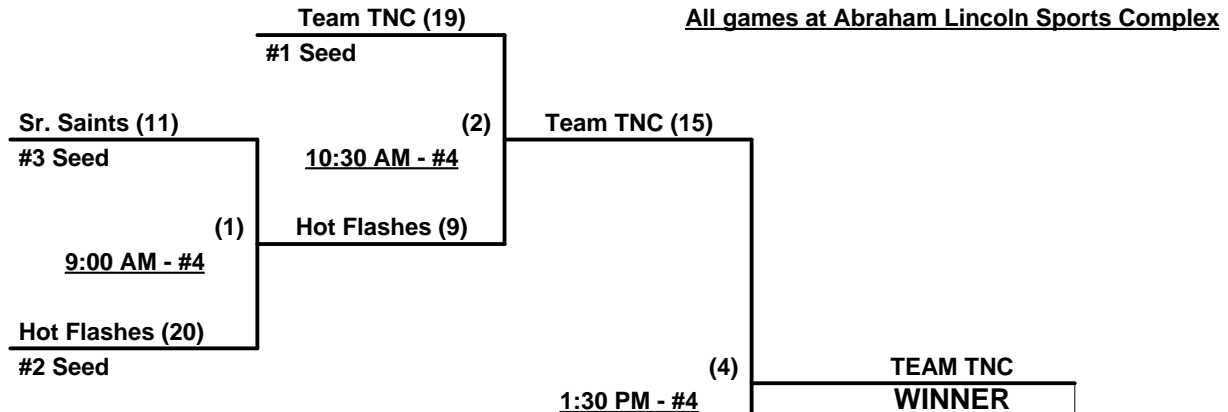 Team TNC (19)
All games at Abraham Lincoln Sports Complex
#1 Seed
Sr. Saints (11)
(2)
Team TNC (15)
#3 Seed
10:30 AM - #4
(1)
Hot Flashes (9)
9:00 AM - #4
Hot Flashes (20)
#2 Seed
(4)
TEAM TNC
1:30 PM - #4
WINNER